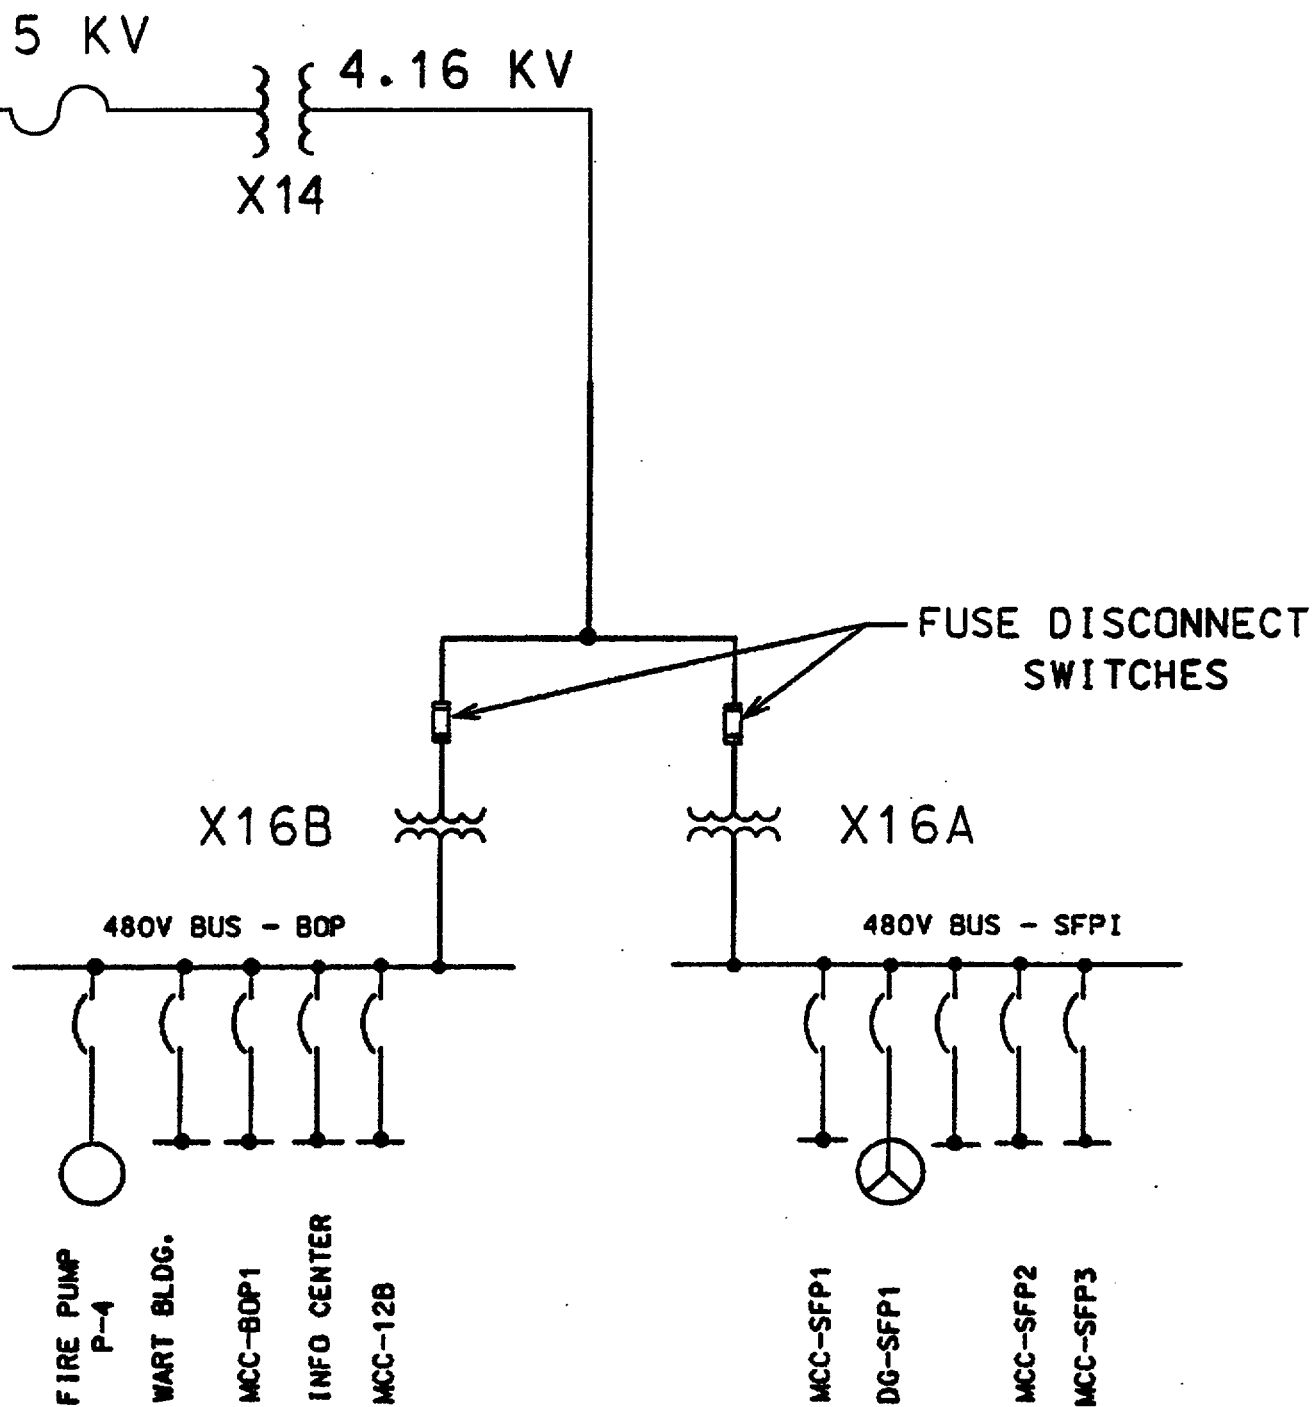 5 KV
4.16 KV
X14
FUSE DISCONNECT
SWITCHES
X16B
X16A
480V BUS - BOP
480V BUS - SFPI
FIRE PUMP
P-4
WART BLDG.
MCC-BOP1
INFO CENTER
MCC-12B
MCC-SFP1
DG-SFP1
MCC-SFP2
MCC-SFP3